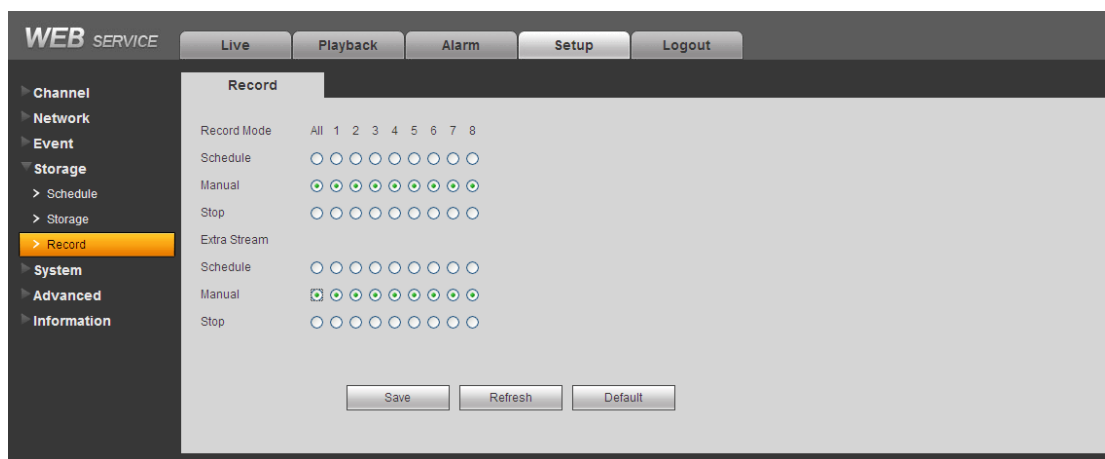 WEB SERVICE
Live Playback Alarm Setup Logout
Channel
Network
Event
Storage
> Schedule
> Storage
> Record
System
Advanced
Information
Record
Record Mode All 1 2 3 4 5 6 7 8
Schedule
Manual
Stop
Extra Stream
Schedule
Manual
Stop
Save Refresh Default